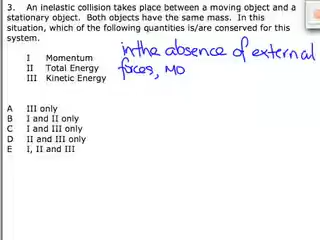 3. An inelastic collision takes place between a moving object and a
stationary object. Both objects have the same mass. In this
situation, which of the following quantities is/are conserved for this
system.
I Momentum
II Total Energy
III Kinetic Energy
in the absence of external
forces, mo
A III only
B I and II only
C I and III only
D II and III only
E I, II and III